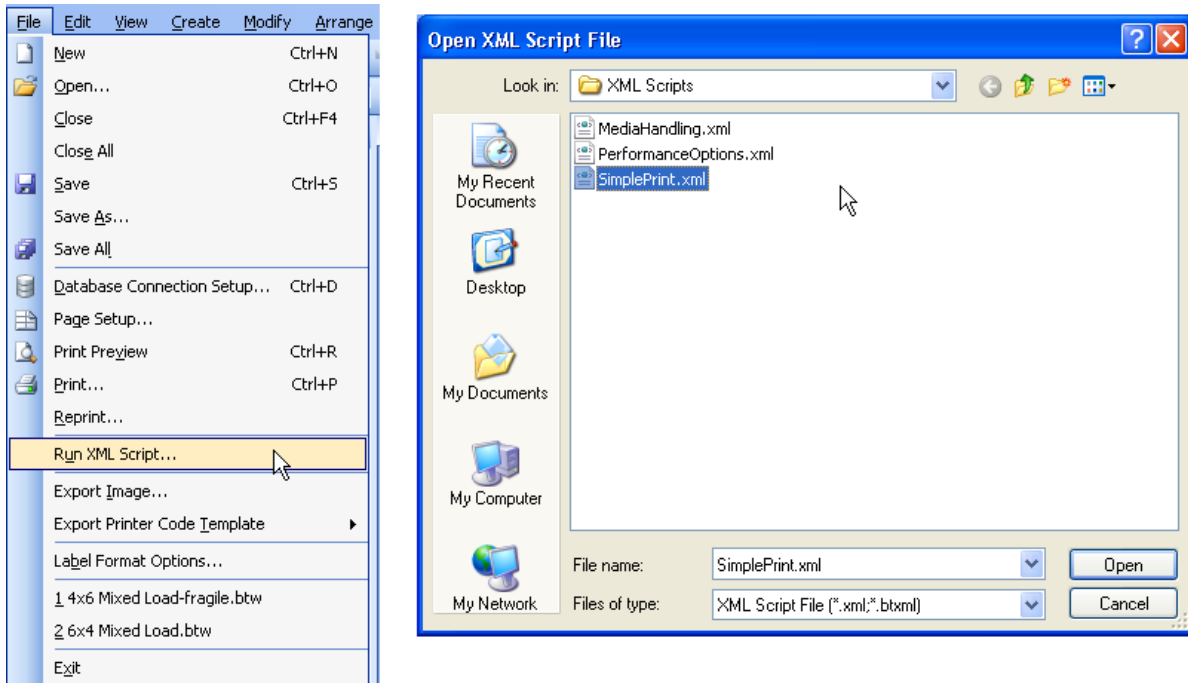 File Edit View Create Modify Arrange
New Ctrl+N
Open... Ctrl+O
Close Ctrl+F4
Close All
Save Ctrl+S
Save As...
Save All
Database Connection Setup... Ctrl+D
Page Setup...
Print Preview Ctrl+R
Print... Ctrl+P
Reprint...
Run XML Script...
Export Image...
Export Printer Code Template
Label Format Options...
1 4x6 Mixed Load-fragile.btw
2 6x4 Mixed Load.btw
Exit
Open XML Script File
Look in: XML Scripts
MediaHandling.xml
PerformanceOptions.xml
SimplePrint.xml
My Recent
Documents
Desktop
My Documents
My Computer
My Network
File name: SimplePrint.xml Open
Files of type: XML Script File (*.xml;*.btxml) Cancel